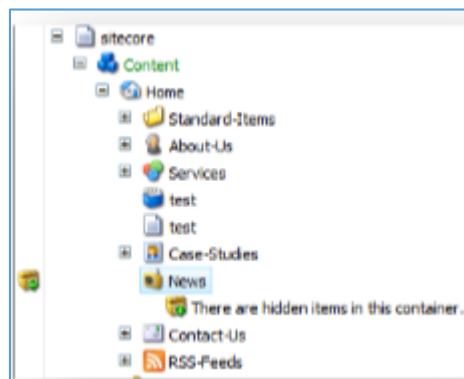 sitecore
Content
Home
Standard-Items
About-Us
Services
test
test
Case-Studies
News
There are hidden items in this container.
Contact-Us
RSS-Feeds